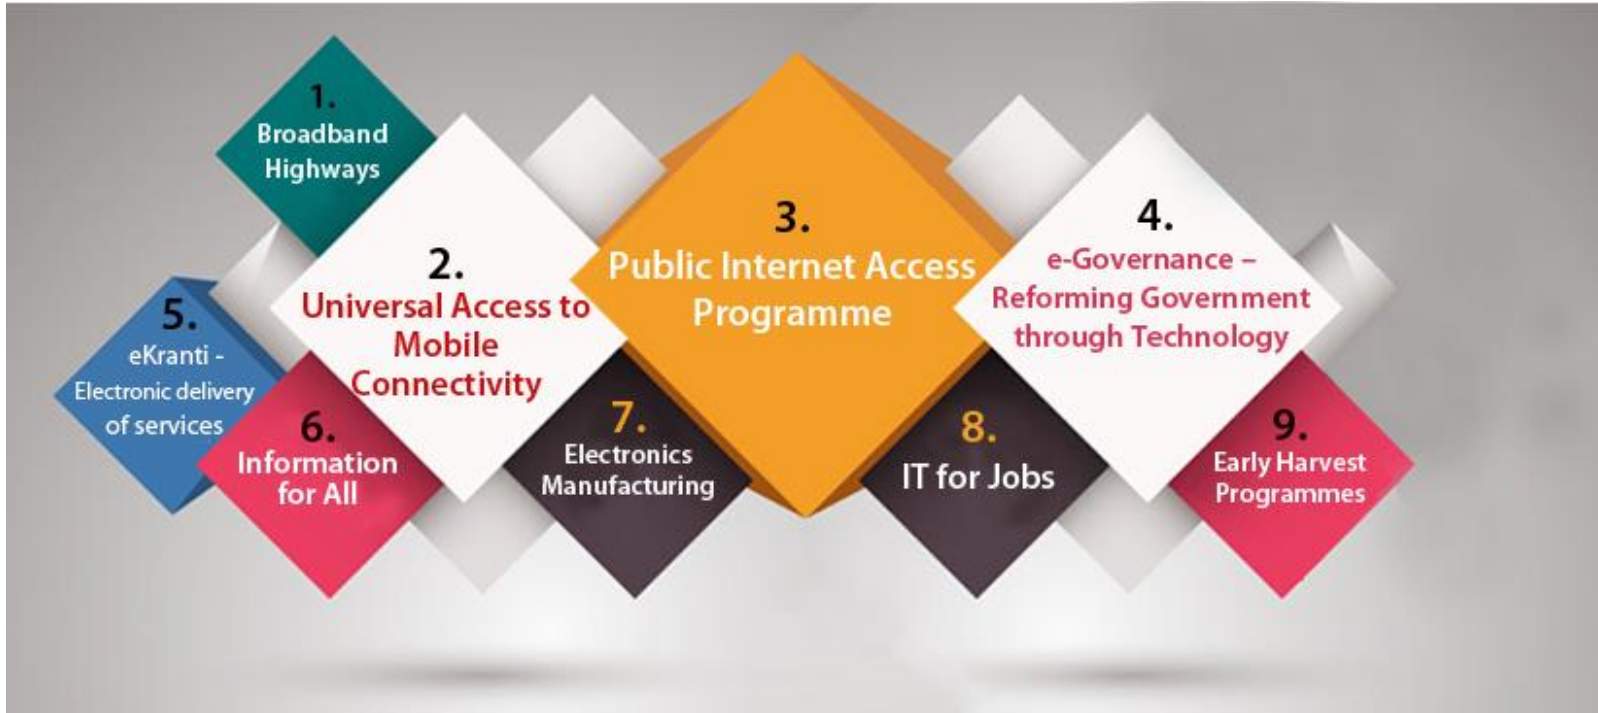 1.
Broadband
Highways
2.
Universal Access to
Mobile
Connectivity
3.
Public Internet Access
Programme
4.
e-Governance –
Reforming Government
through Technology
5.
eKranti -
Electronic delivery
of services
6.
Information
for All
7.
Electronics
Manufacturing
8.
IT for Jobs
9.
Early Harvest
Programmes